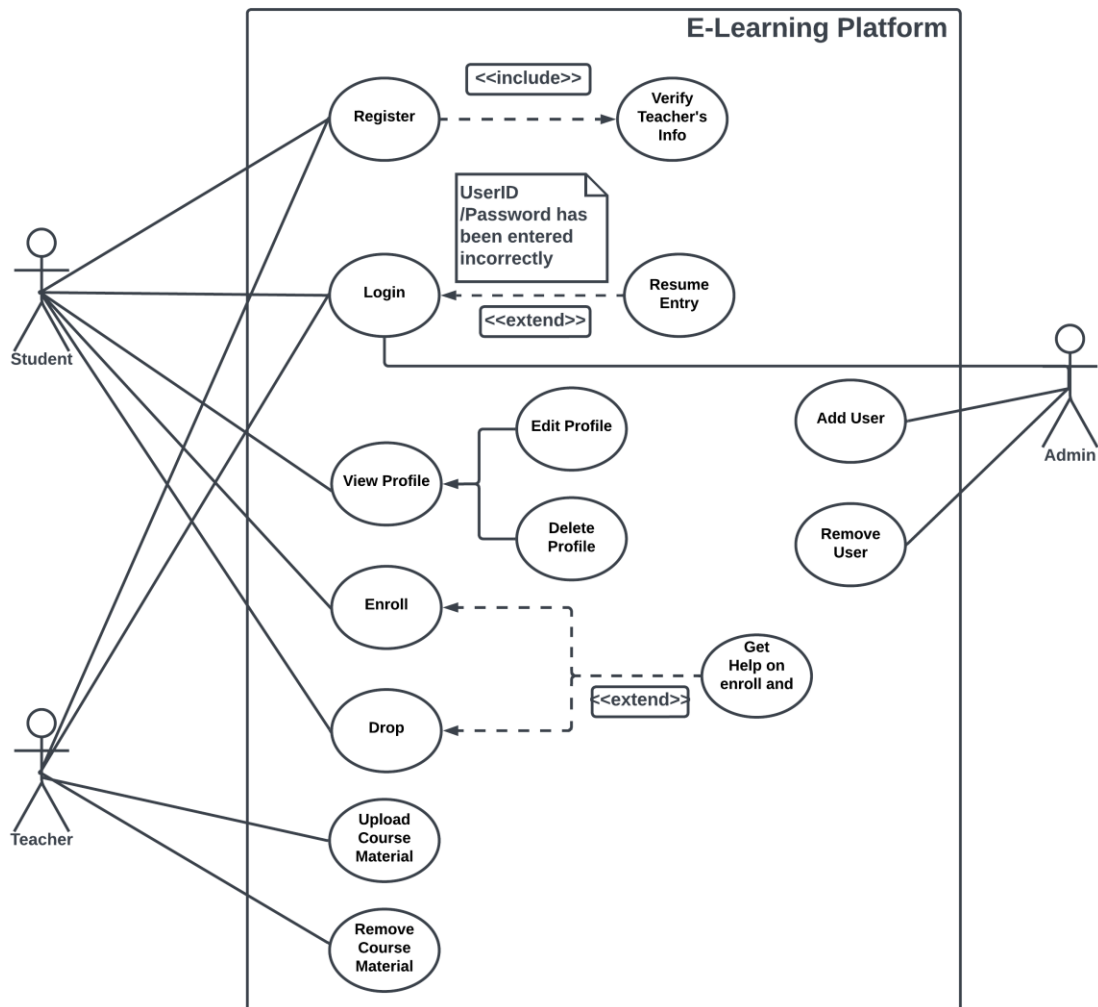 E-Learning Platform
<<include>>
Register
Verify
Teacher's
Info
UserID
/Password has
been entered
incorrectly
Login
Resume
Entry
<<extend>>
Student
Edit Profile
Add User
Admin
View Profile
Delete
Profile
Remove
User
Enroll
Get
Help on
enroll and
<<extend>>
Drop
Teacher
Upload
Course
Material
Remove
Course
Material